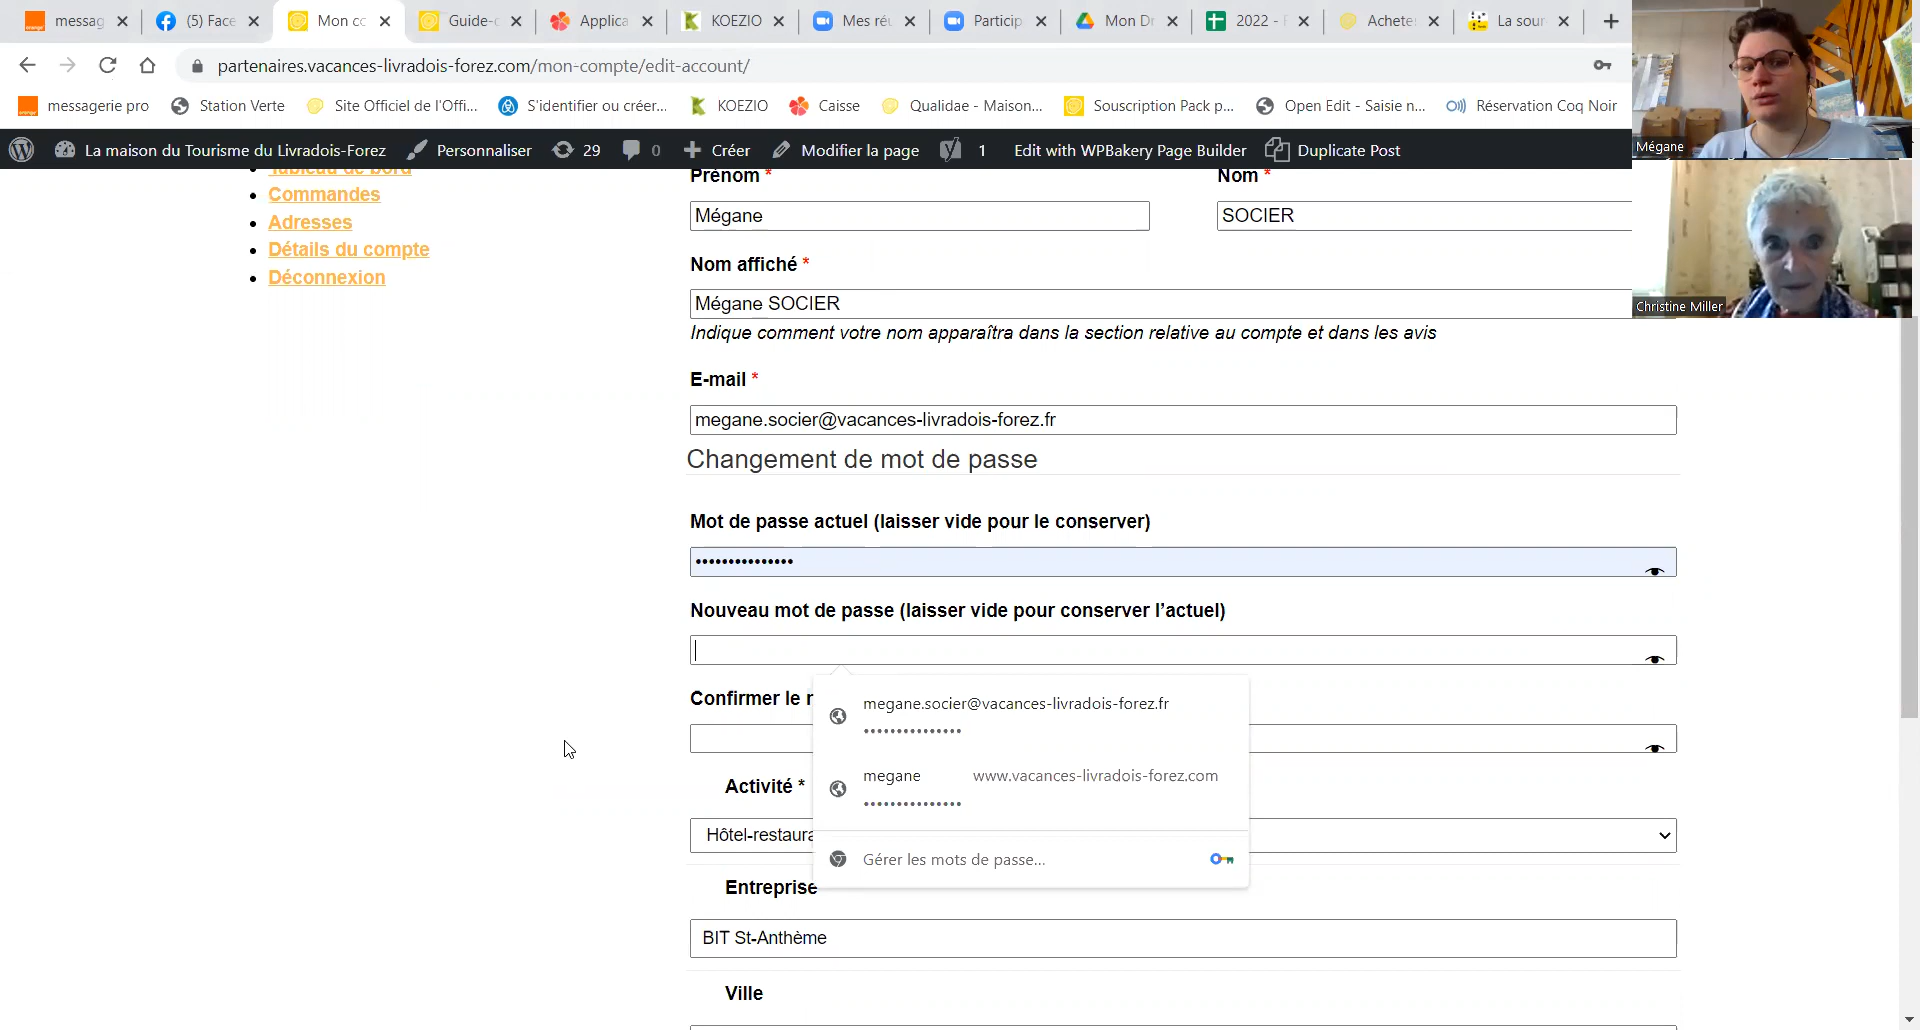 messag
(5) Face
Mon co
Guide-c
Applica
KOEZIO
Mes réu
Particip
Mon Dr
2022 -
Achete
La sour
partenaires.vacances-livradois-forez.com/mon-compte/edit-account/
messagerie pro
Station Verte
Site Officiel de l'Offi...
S'identifier ou créer...
KOEZIO
Caisse
Qualidae - Maison...
Souscription Pack p...
Open Edit - Saisie n...
Réservation Coq Noir
La maison du Tourisme du Livradois-Forez
Personnaliser
29
0
Créer
Modifier la page
1
Edit with WPBakery Page Builder
Duplicate Post
Mégane
Christine Miller
Tableau de bord
Commandes
Adresses
Détails du compte
Déconnexion
Prénom *
Nom *
Mégane
SOCIER
Nom affiché *
Mégane SOCIER
Indique comment votre nom apparaîtra dans la section relative au compte et dans les avis
E-mail *
megane.socier@vacances-livradois-forez.fr
Changement de mot de passe
Mot de passe actuel (laisser vide pour le conserver)
•••••••••••••••
Nouveau mot de passe (laisser vide pour conserver l’actuel)
Confirmer le
megane.socier@vacances-livradois-forez.fr
•••••••••••••••
megane www.vacances-livradois-forez.com
•••••••••••••••
Gérer les mots de passe...
Activité *
Hôtel-restaura
Entreprise
BIT St-Anthème
Ville